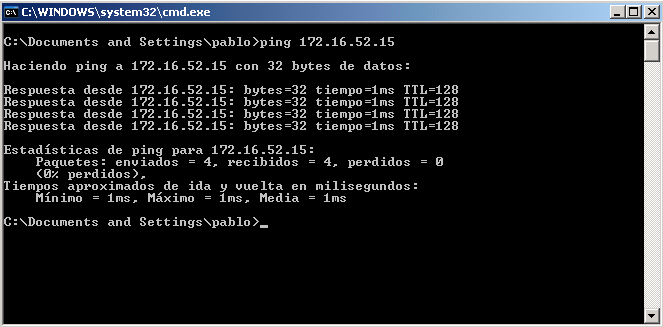 C:\WINDOWS\system32\cmd.exe
C:\Documents and Settings\pablo>ping 172.16.52.15
Haciendo ping a 172.16.52.15 con 32 bytes de datos:
Respuesta desde 172.16.52.15: bytes=32 tiempo=1ms TTL=128
Respuesta desde 172.16.52.15: bytes=32 tiempo=1ms TTL=128
Respuesta desde 172.16.52.15: bytes=32 tiempo=1ms TTL=128
Respuesta desde 172.16.52.15: bytes=32 tiempo=1ms TTL=128
Estadísticas de ping para 172.16.52.15:
Paquetes: enviados = 4, recibidos = 4, perdidos = 0
(0% perdidos),
Tiempos aproximados de ida y vuelta en milisegundos:
Mínimo = 1ms, Máximo = 1ms, Media = 1ms
C:\Documents and Settings\pablo>_